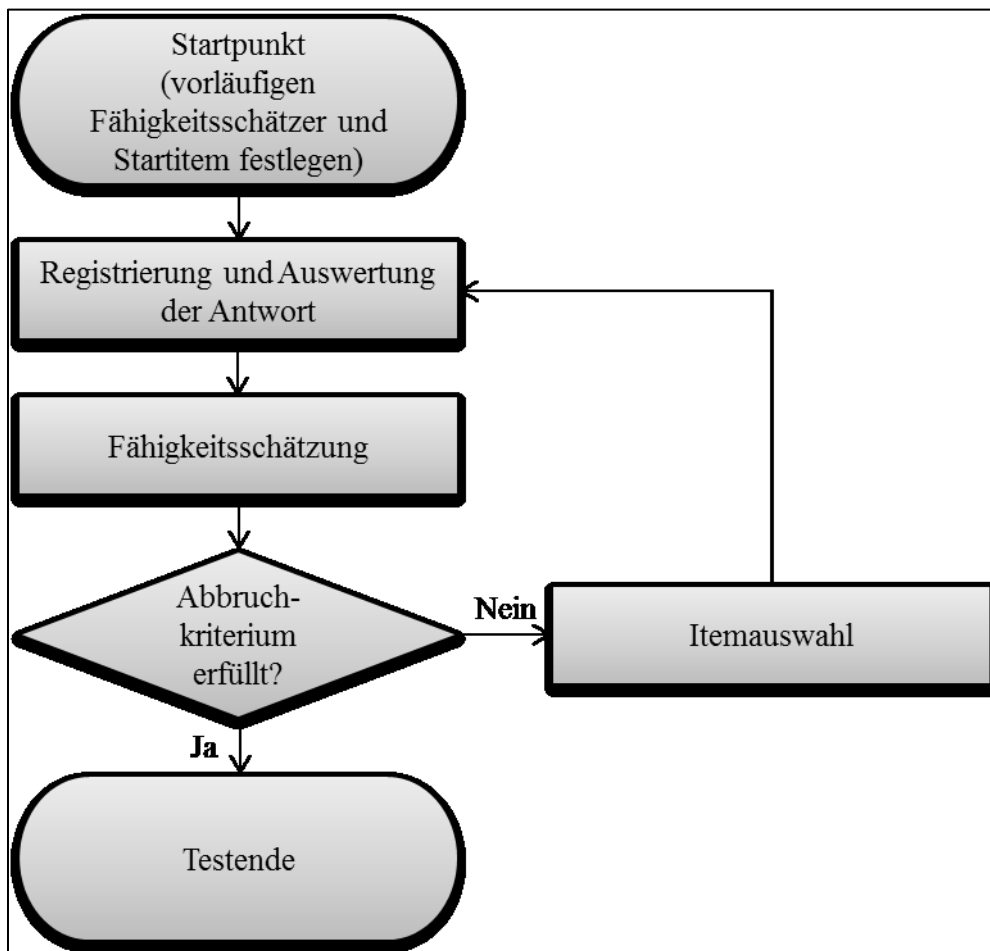 Startpunkt
(vorläufigen
Fähigkeitsschätzer und
Startitem festlegen)
Registrierung und Auswertung
der Antwort
Fähigkeitsschätzung
Abbruch-
kriterium
erfüllt?
Nein
Itemauswahl
Ja
Testende